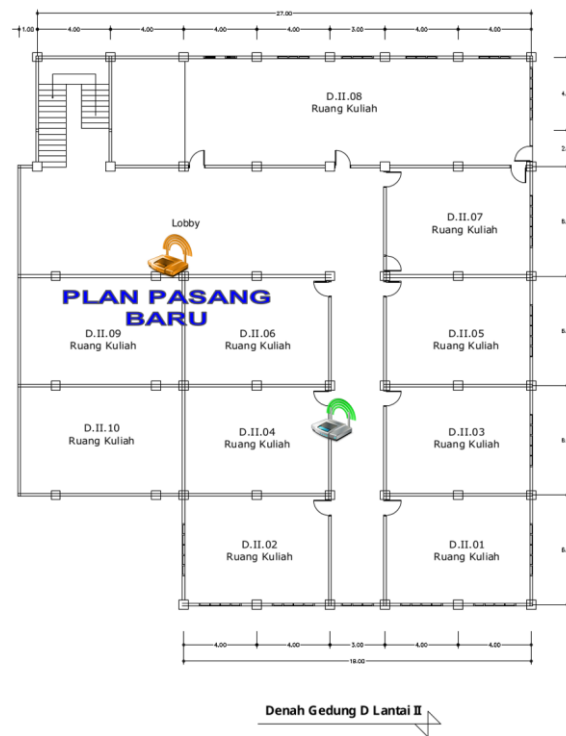 27.00
1.00 4.00 4.00 4.00 4.00 3.00 4.00 4.00
D.II.08
Ruang Kuliah
D.II.07
Ruang Kuliah
Lobby
PLAN PASANG
BARU
D.II.09
Ruang Kuliah
D.II.06
Ruang Kuliah
D.II.05
Ruang Kuliah
D.II.10
Ruang Kuliah
D.II.04
Ruang Kuliah
D.II.03
Ruang Kuliah
D.II.02
Ruang Kuliah
D.II.01
Ruang Kuliah
4.00 4.00 3.00 4.00 4.00
19.00
Denah Gedung D Lantai II